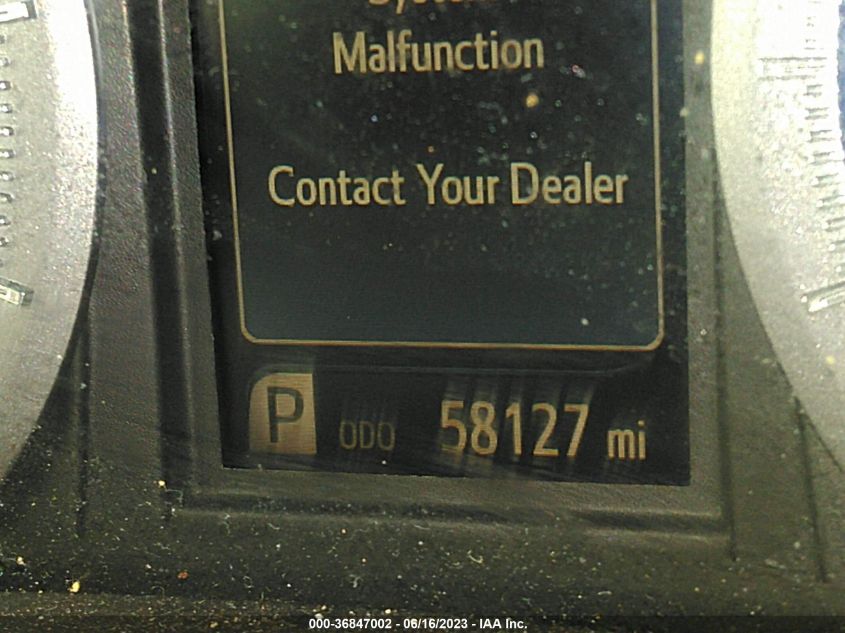 Malfunction
Contact Your Dealer
P ODO 58127 mi
000-36847002 - 06/16/2023 - IAA Inc.